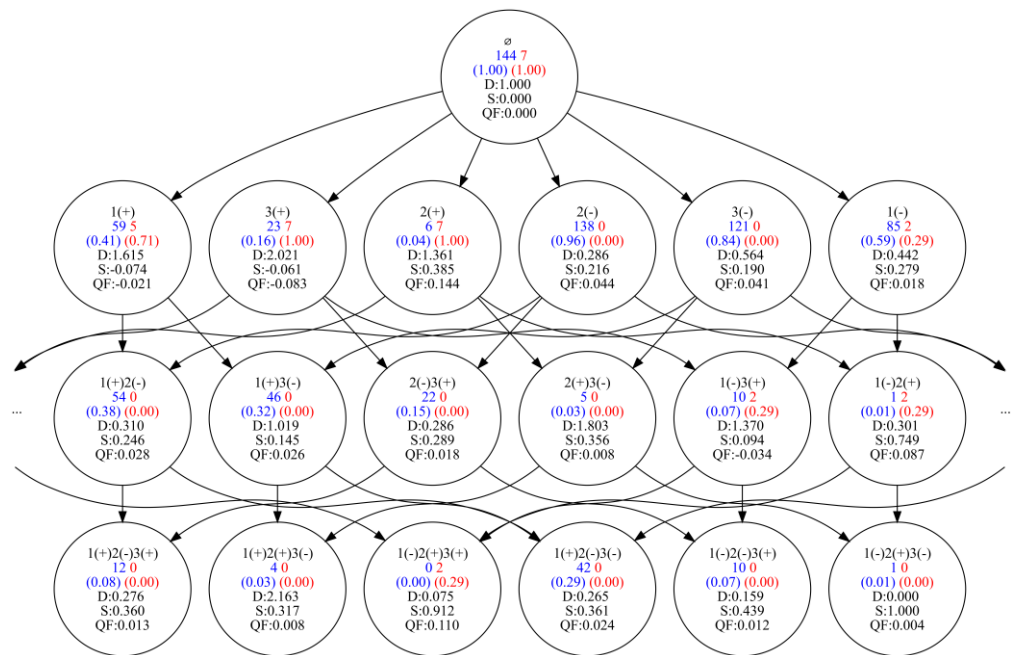 ∅
144 7
(1.00) (1.00)
D:1.000
S:0.000
QF:0.000
1(+)
59 5
(0.41) (0.71)
D:1.615
S:-0.074
QF:-0.021
3(+)
23 7
(0.16) (1.00)
D:2.021
S:-0.061
QF:-0.083
2(+)
6 7
(0.04) (1.00)
D:1.361
S:0.385
QF:0.144
2(-)
138 0
(0.96) (0.00)
D:0.286
S:0.216
QF:0.044
3(-)
121 0
(0.84) (0.00)
D:0.564
S:0.190
QF:0.041
1(-)
85 2
(0.59) (0.29)
D:0.442
S:0.279
QF:0.018
...
1(+)2(-)
54 0
(0.38) (0.00)
D:0.310
S:0.246
QF:0.028
1(+)3(-)
46 0
(0.32) (0.00)
D:1.019
S:0.145
QF:0.026
2(-)3(+)
22 0
(0.15) (0.00)
D:0.286
S:0.289
QF:0.018
2(+)3(-)
5 0
(0.03) (0.00)
D:1.803
S:0.356
QF:0.008
1(-)3(+)
10 2
(0.07) (0.29)
D:1.370
S:0.094
QF:-0.034
1(-)2(+)
1 2
(0.01) (0.29)
D:0.301
S:0.749
QF:0.087
...
1(+)2(-)3(+)
12 0
(0.08) (0.00)
D:0.276
S:0.360
QF:0.013
1(+)2(+)3(-)
4 0
(0.03) (0.00)
D:2.163
S:0.317
QF:0.008
1(-)2(+)3(+)
0 2
(0.00) (0.29)
D:0.075
S:0.912
QF:0.110
1(+)2(-)3(-)
42 0
(0.29) (0.00)
D:0.265
S:0.361
QF:0.024
1(-)2(-)3(+)
10 0
(0.07) (0.00)
D:0.159
S:0.439
QF:0.012
1(-)2(+)3(-)
1 0
(0.01) (0.00)
D:0.000
S:1.000
QF:0.004